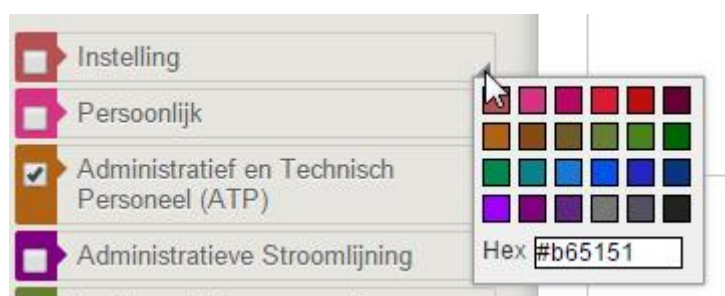 Instelling
Persoonlijk
Administratief en Technisch
Personeel (ATP)
Administratieve Stroomlijning
Hex #b65151